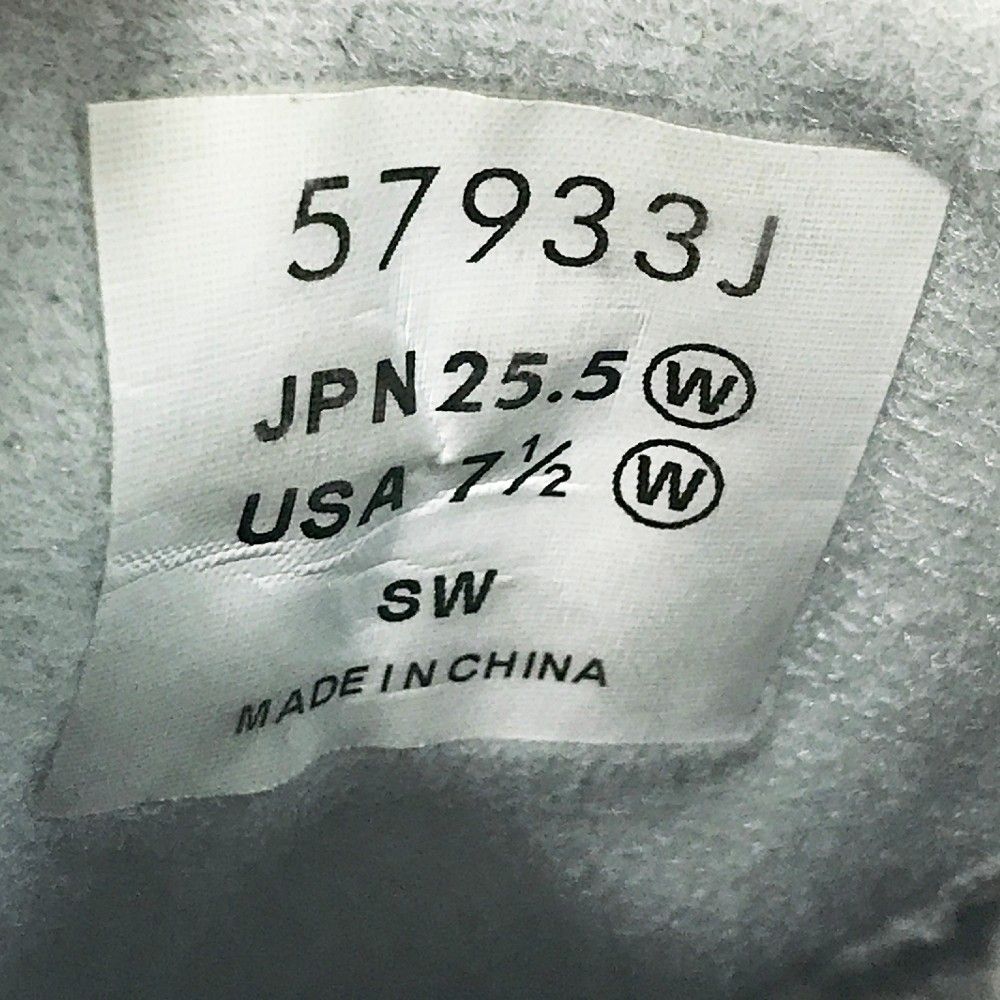 57933J
JPN 25.5 Ⓦ
USA 7½ Ⓦ
SW
MADE IN CHINA